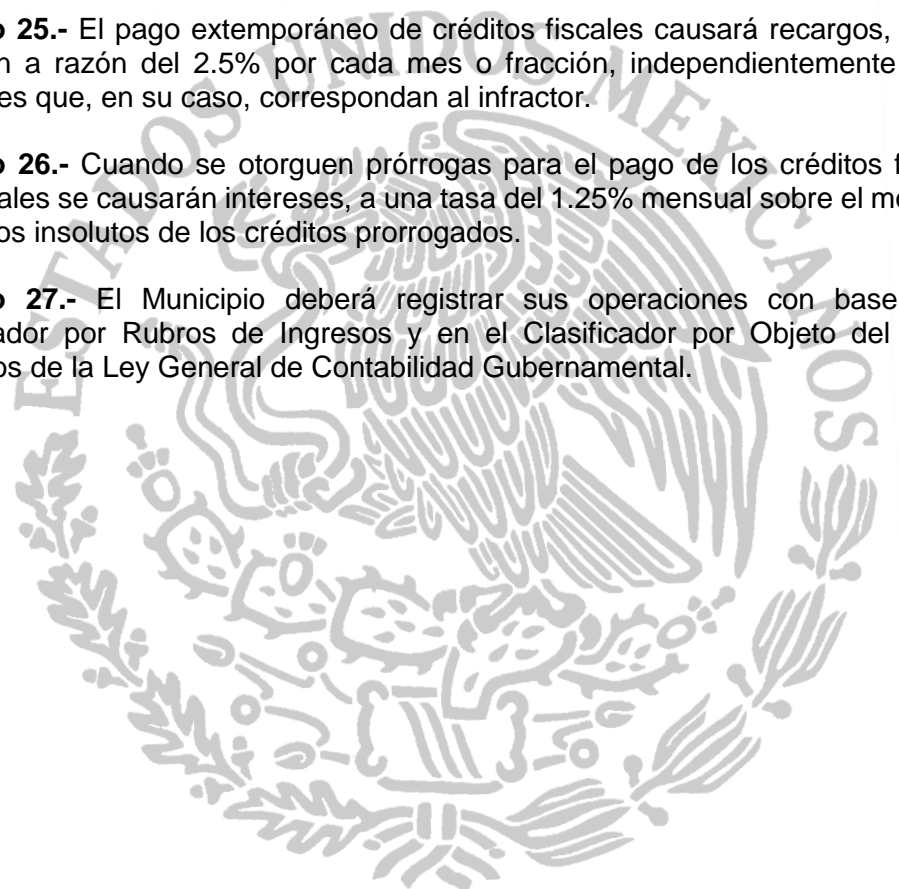 o 25.- El pago extemporáneo de créditos fiscales causará recargos,
n a razón del 2.5% por cada mes o fracción, independientemente
es que, en su caso, correspondan al infractor.
o 26.- Cuando se otorguen prórrogas para el pago de los créditos f
ales se causarán intereses, a una tasa del 1.25% mensual sobre el m
os insolutos de los créditos prorrogados.
o 27.- El Municipio deberá registrar sus operaciones con base
ador por Rubros de Ingresos y en el Clasificador por Objeto del
os de la Ley General de Contabilidad Gubernamental.
ESTADOS UNIDOS MEXICANOS